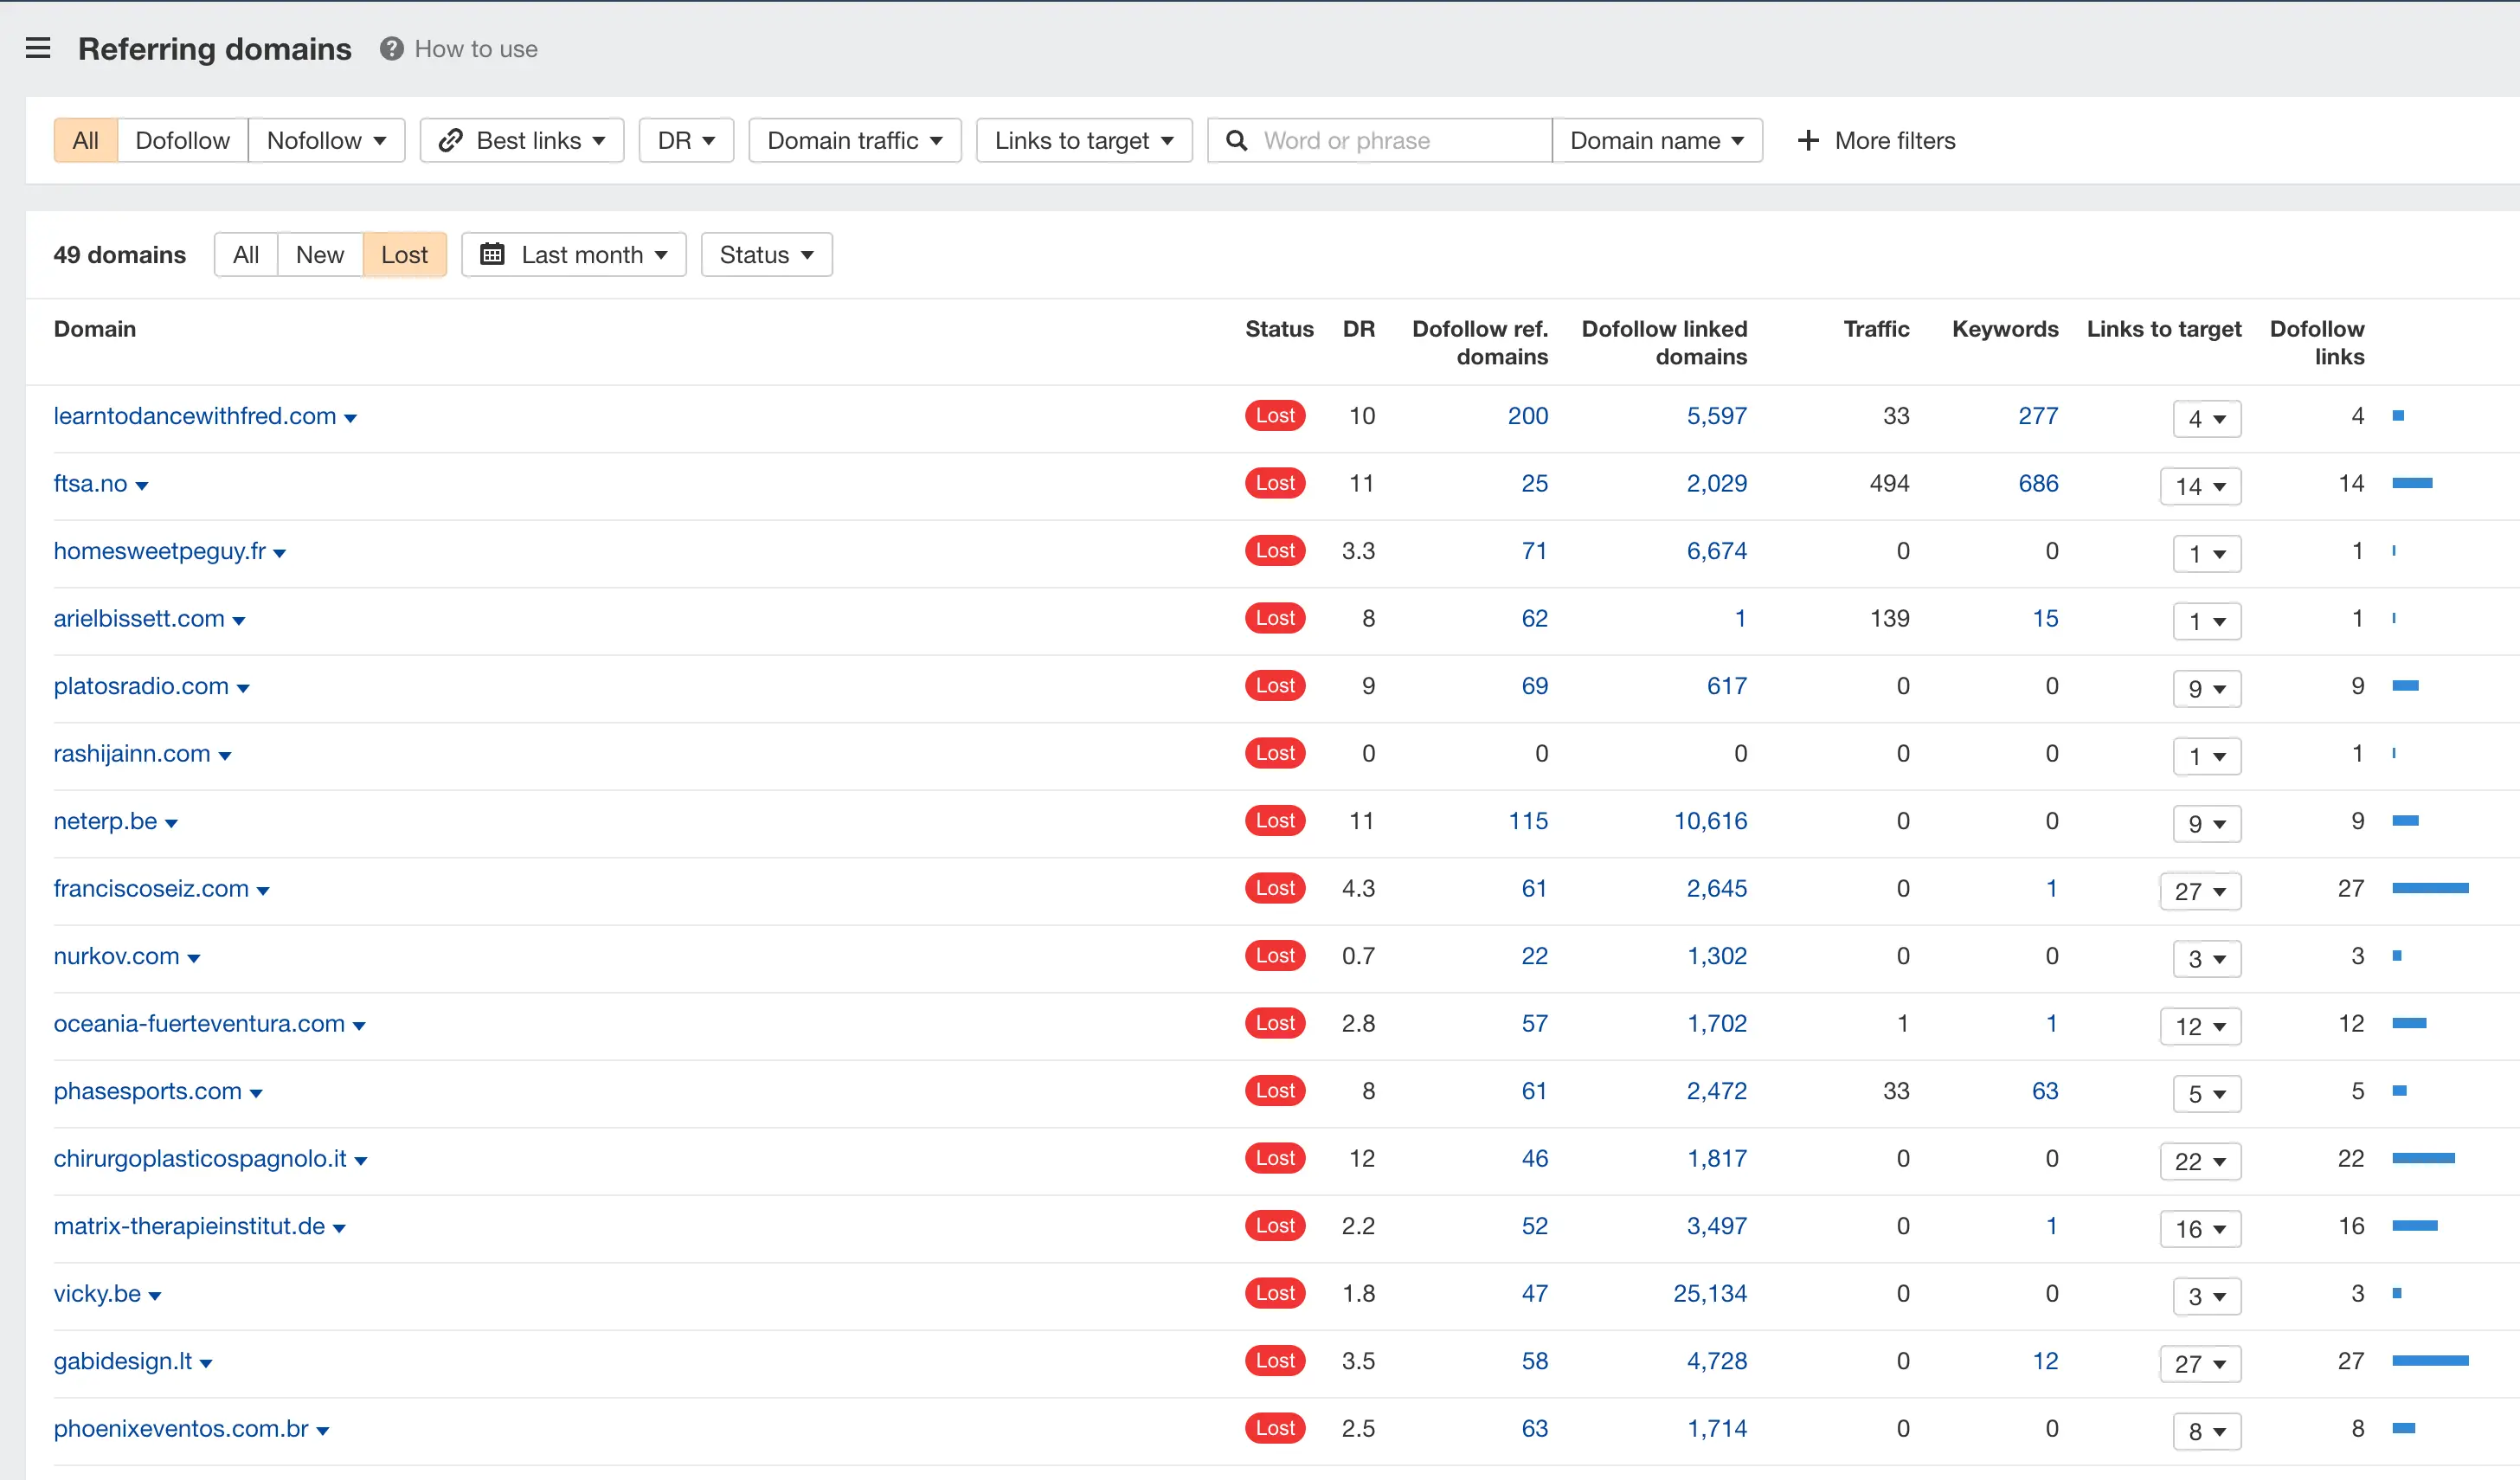 Referring domains How to use
All Dofollow Nofollow Best links DR Domain traffic Links to target Word or phrase Domain name More filters
49 domains All New Lost Last month Status
Domain Status DR Dofollow ref. domains Dofollow linked domains Traffic Keywords Links to target Dofollow links
learntodancewithfred.com Lost 10 200 5,597 33 277 4 4
ftsa.no Lost 11 25 2,029 494 686 14 14
homesweetpeguy.fr Lost 3.3 71 6,674 0 0 1 1
arielbissett.com Lost 8 62 1 139 15 1 1
platosradio.com Lost 9 69 617 0 0 9 9
rashijainn.com Lost 0 0 0 0 0 1 1
neterp.be Lost 11 115 10,616 0 0 9 9
franciscoseiz.com Lost 4.3 61 2,645 0 1 27 27
nurkov.com Lost 0.7 22 1,302 0 0 3 3
oceania-fuerteventura.com Lost 2.8 57 1,702 1 1 12 12
phasesports.com Lost 8 61 2,472 33 63 5 5
chirurgoplasticospagnolo.it Lost 12 46 1,817 0 0 22 22
matrix-therapieinstitut.de Lost 2.2 52 3,497 0 1 16 16
vicky.be Lost 1.8 47 25,134 0 0 3 3
gabidesign.lt Lost 3.5 58 4,728 0 12 27 27
phoenixeventos.com.br Lost 2.5 63 1,714 0 0 8 8